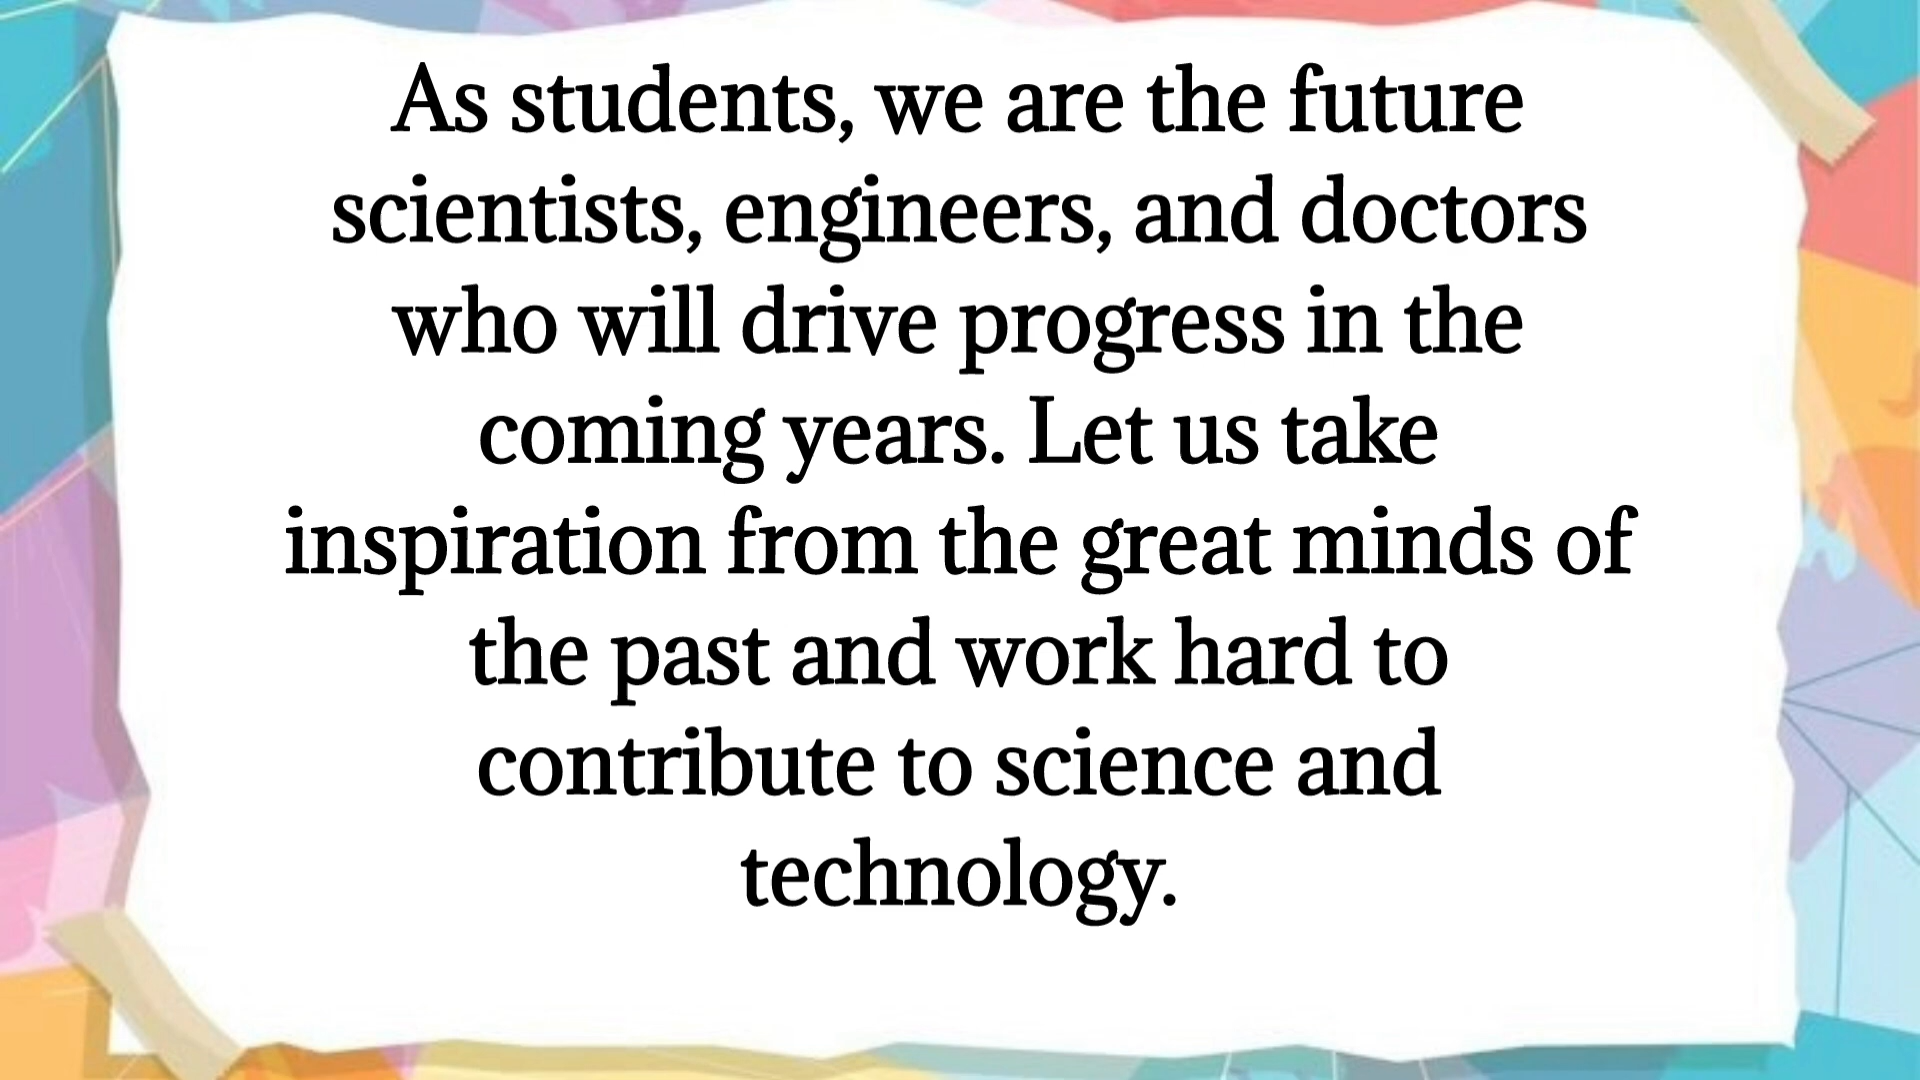 As students, we are the future
scientists, engineers, and doctors
who will drive progress in the
coming years. Let us take
inspiration from the great minds of
the past and work hard to
contribute to science and
technology.